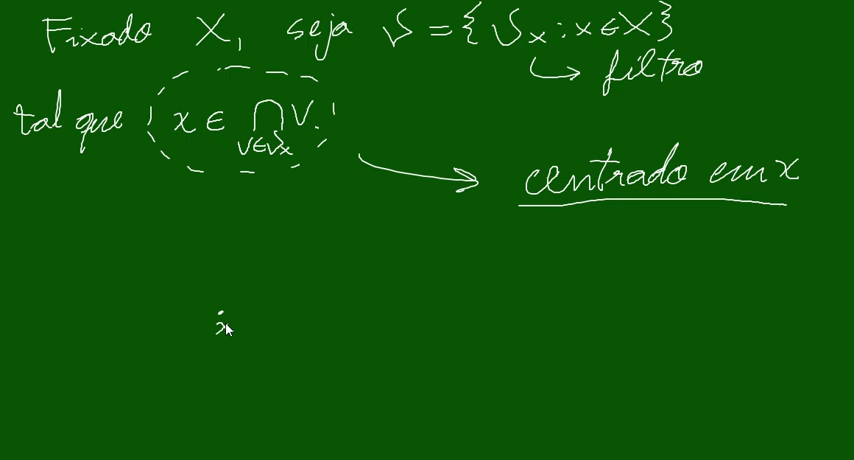 Fixado X, seja 𝒱 = { 𝒱ₓ : x ∈ X }
↳ filtro
tal que x ∈ ⋂_{V∈𝒱ₓ} V.
→ centrado em x